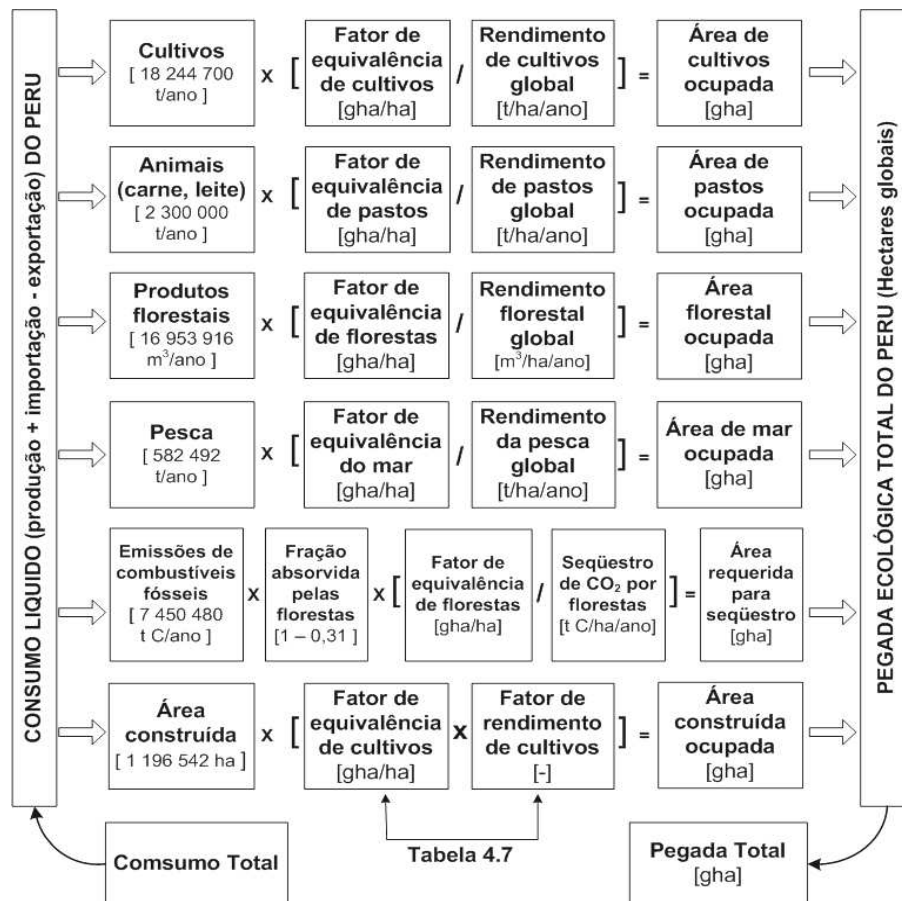 CONSUMO LIQUIDO (produção + importação - exportação) DO PERU
Cultivos
[ 18 244 700
t/ano ]
x
[
Fator de
equivalência
de cultivos
[gha/ha]
/
Rendimento
de cultivos
global
[t/ha/ano]
]
=
Área de
cultivos
ocupada
[gha]
Animais
(carne, leite)
[ 2 300 000
t/ano ]
x
[
Fator de
equivalência
de pastos
[gha/ha]
/
Rendimento
de pastos
global
[t/ha/ano]
]
=
Área de
pastos
ocupada
[gha]
Produtos
florestais
[ 16 953 916
m³/ano ]
x
[
Fator de
equivalência
de florestas
[gha/ha]
/
Rendimento
florestal
global
[m³/ha/ano]
]
=
Área
florestal
ocupada
[gha]
Pesca
[ 582 492
t/ano ]
x
[
Fator de
equivalência
do mar
[gha/ha]
/
Rendimento
da pesca
global
[t/ha/ano]
]
=
Área de mar
ocupada
[gha]
Emissões de
combustíveis
fósseis
[ 7 450 480
t C/ano ]
x
Fração
absorvida
pelas
florestas
[1 – 0,31]
x
[
Fator de
equivalência
de florestas
[gha/ha]
/
Seqüestro
de CO₂ por
florestas
[t C/ha/ano]
]
=
Área
requerida
para
seqüestro
[gha]
Área
construída
[ 1 196 542 ha ]
x
[
Fator de
equivalência
de cultivos
[gha/ha]
x
Fator de
rendimento
de cultivos
[-]
]
=
Área
construída
ocupada
[gha]
PEGADA ECOLÓGICA TOTAL DO PERU (Hectares globais)
Comsumo Total
Tabela 4.7
Pegada Total
[gha]